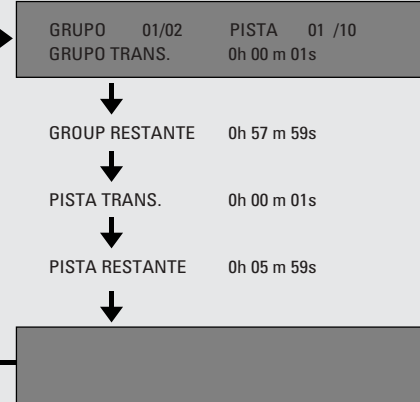 GRUPO 01/02 PISTA 01 /10
GRUPO TRANS. 0h 00 m 01s
GROUP RESTANTE 0h 57 m 59s
PISTA TRANS. 0h 00 m 01s
PISTA RESTANTE 0h 05 m 59s